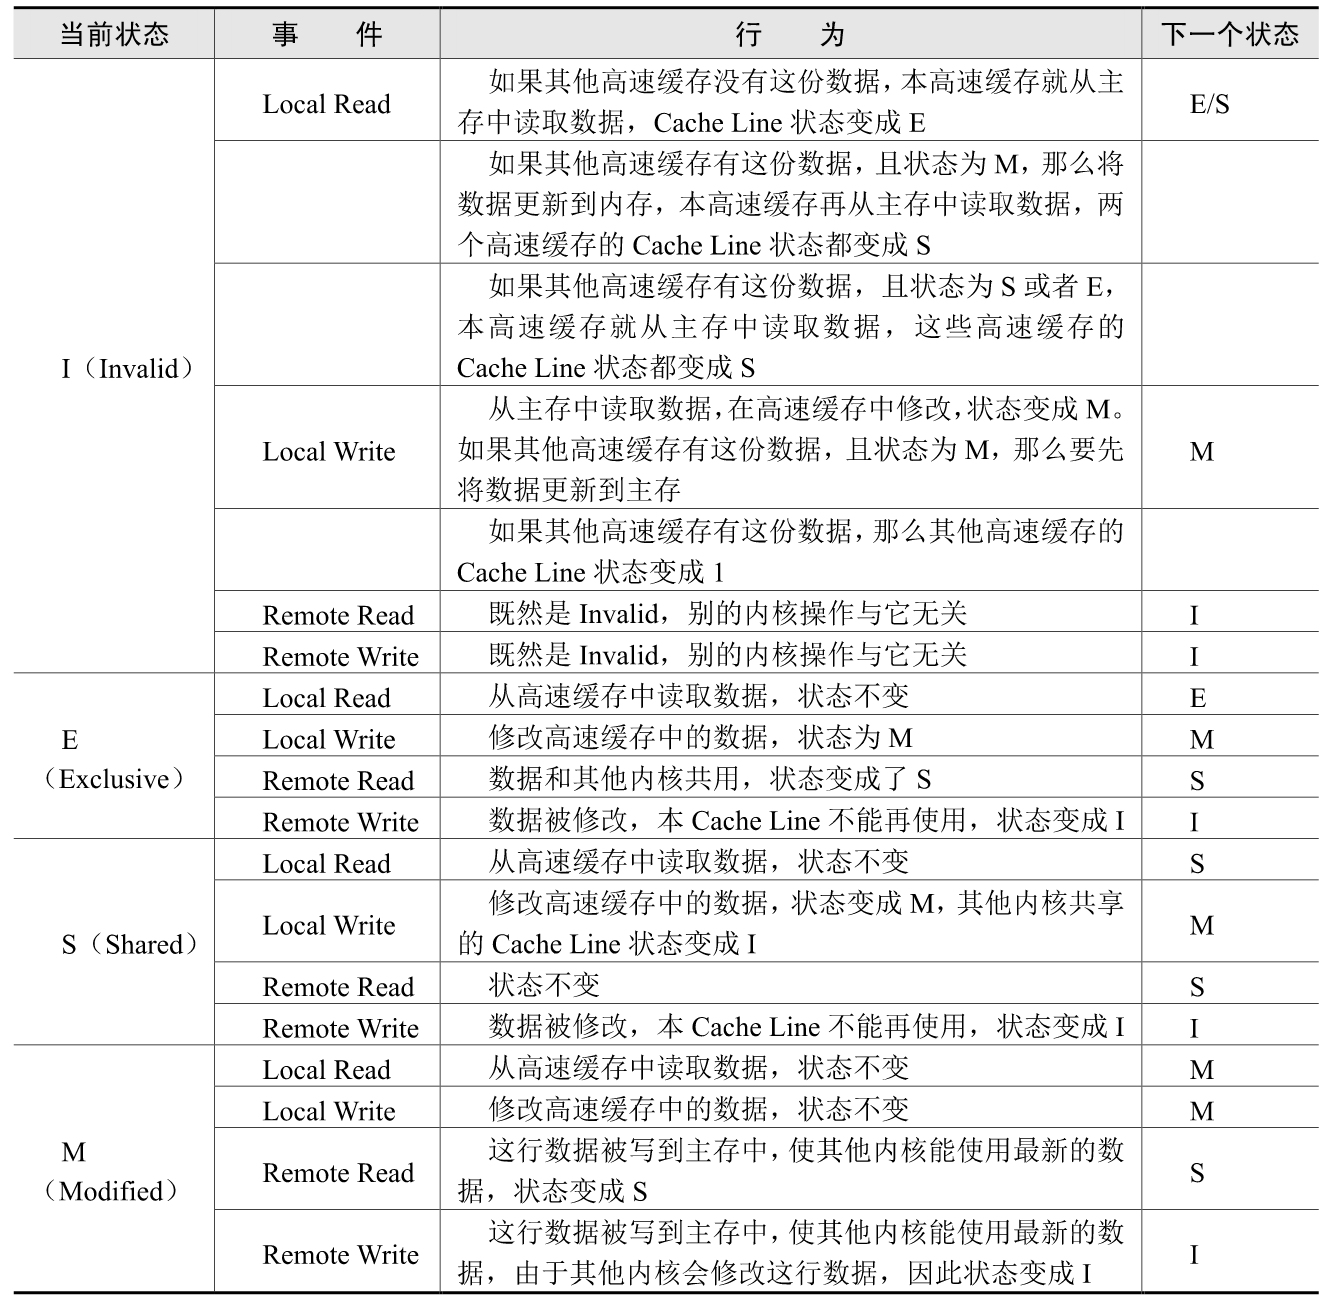 当前状态 事 件 行 为 下一个状态
I（Invalid）
Local Read
如果其他高速缓存没有这份数据，本高速缓存就从主
存中读取数据，Cache Line 状态变成 E
E/S
如果其他高速缓存有这份数据，且状态为 M，那么将
数据更新到内存，本高速缓存再从主存中读取数据，两
个高速缓存的 Cache Line 状态都变成 S
如果其他高速缓存有这份数据，且状态为 S 或者 E，
本高速缓存就从主存中读取数据，这些高速缓存的
Cache Line 状态都变成 S
Local Write
从主存中读取数据，在高速缓存中修改，状态变成 M。
如果其他高速缓存有这份数据，且状态为 M，那么要先
将数据更新到主存
M
如果其他高速缓存有这份数据，那么其他高速缓存的
Cache Line 状态变成 1
Remote Read 既然是 Invalid，别的内核操作与它无关 I
Remote Write 既然是 Invalid，别的内核操作与它无关 I
E
（Exclusive）
Local Read 从高速缓存中读取数据，状态不变 E
Local Write 修改高速缓存中的数据，状态为 M M
Remote Read 数据和其他内核共用，状态变成了 S S
Remote Write 数据被修改，本 Cache Line 不能再使用，状态变成 I I
S（Shared）
Local Read 从高速缓存中读取数据，状态不变 S
Local Write
修改高速缓存中的数据，状态变成 M，其他内核共享
的 Cache Line 状态变成 I
M
Remote Read 状态不变 S
Remote Write 数据被修改，本 Cache Line 不能再使用，状态变成 I I
M
（Modified）
Local Read 从高速缓存中读取数据，状态不变 M
Local Write 修改高速缓存中的数据，状态不变 M
Remote Read
这行数据被写到主存中，使其他内核能使用最新的数
据，状态变成 S
S
Remote Write
这行数据被写到主存中，使其他内核能使用最新的数
据，由于其他内核会修改这行数据，因此状态变成 I
I